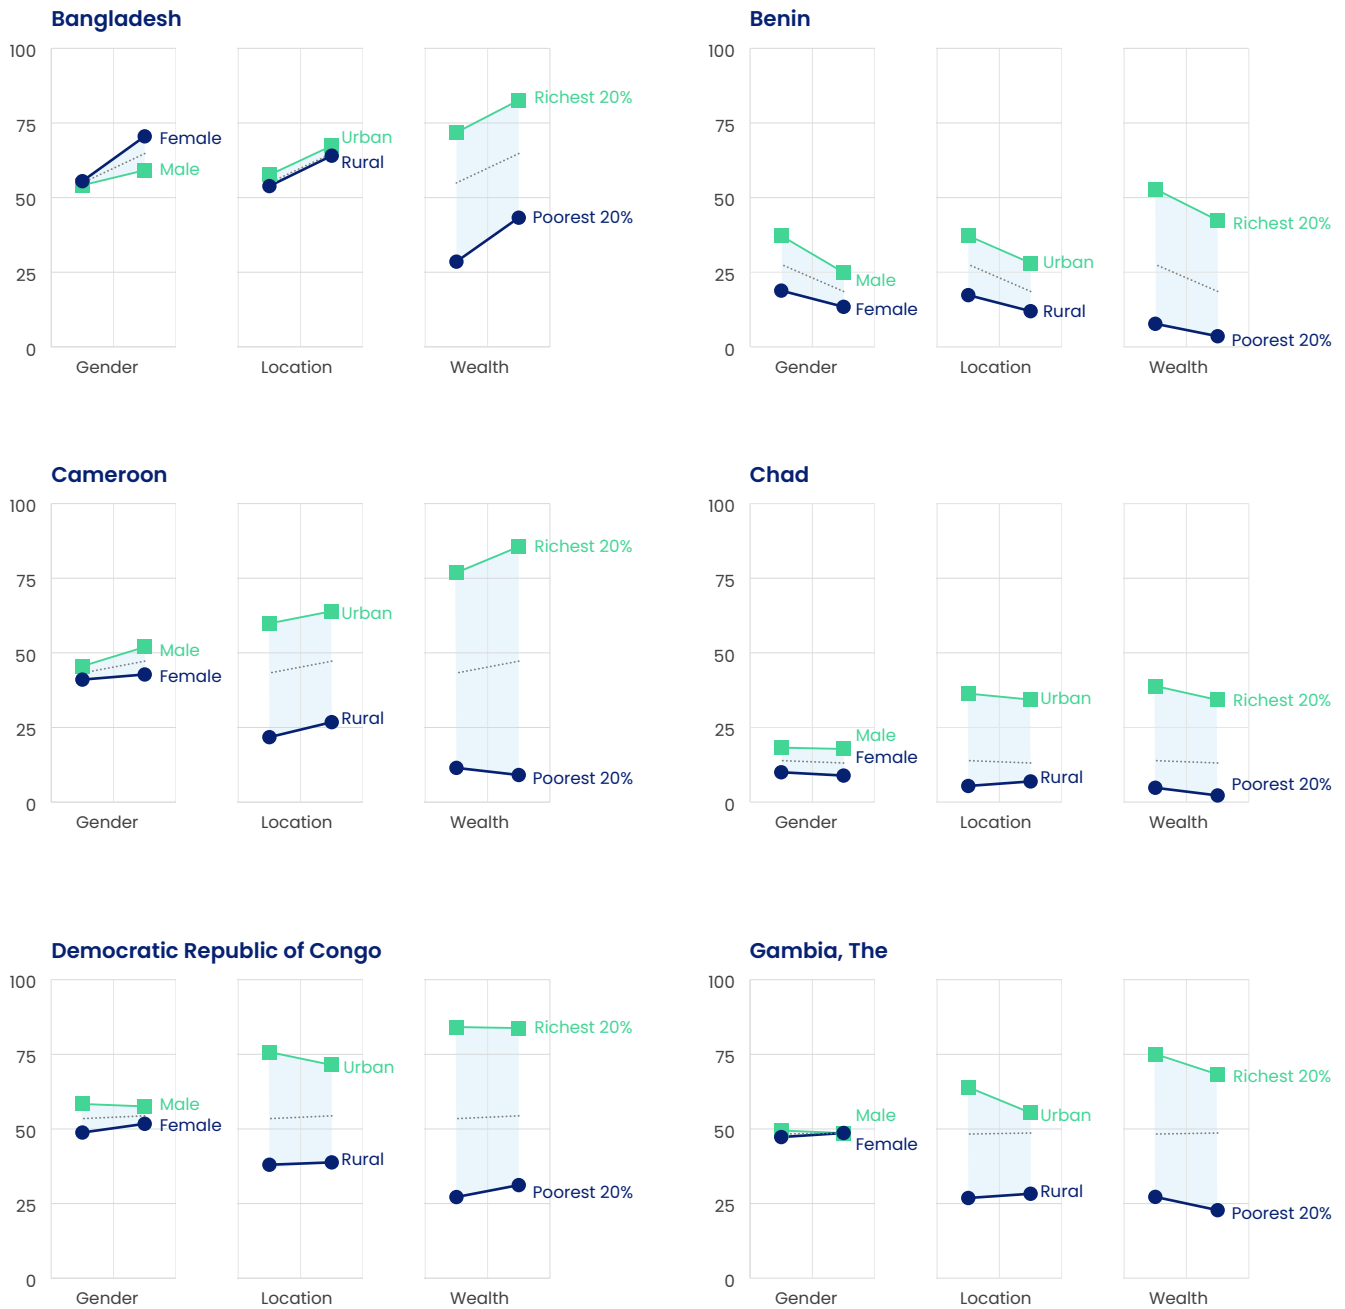 Bangladesh
100
75
50
25
0
Female
Male
Gender
Urban
Rural
Location
Richest 20%
Poorest 20%
Wealth
Benin
100
75
50
25
0
Male
Female
Gender
Urban
Rural
Location
Richest 20%
Poorest 20%
Wealth
Cameroon
100
75
50
25
0
Male
Female
Gender
Urban
Rural
Location
Richest 20%
Poorest 20%
Wealth
Chad
100
75
50
25
0
Male
Female
Gender
Urban
Rural
Location
Richest 20%
Poorest 20%
Wealth
Democratic Republic of Congo
100
75
50
25
0
Male
Female
Gender
Urban
Rural
Location
Richest 20%
Poorest 20%
Wealth
Gambia, The
100
75
50
25
0
Male
Female
Gender
Urban
Rural
Location
Richest 20%
Poorest 20%
Wealth